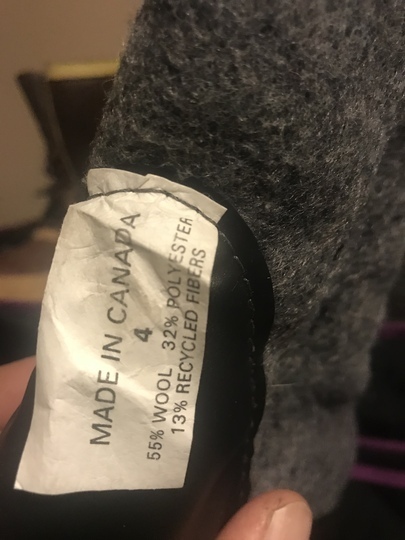 MADE IN CANADA
4
55% WOOL 32% POLYESTER
13% RECYCLED FIBERS